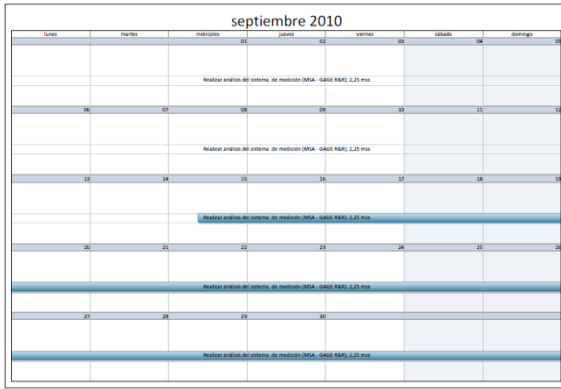 septiembre 2010
lunes martes miércoles jueves viernes sábado domingo
01 02 03 04 05
Realizar análisis del sistema de medición (MSA - GAGE R&R); 2,25 mss
06 07 08 09 10 11 12
Realizar análisis del sistema de medición (MSA - GAGE R&R); 2,25 mss
13 14 15 16 17 18 19
Realizar análisis del sistema de medición (MSA - GAGE R&R); 2,25 mss
20 21 22 23 24 25 26
Realizar análisis del sistema de medición (MSA - GAGE R&R); 2,25 mss
27 28 29 30
Realizar análisis del sistema de medición (MSA - GAGE R&R); 2,25 mss